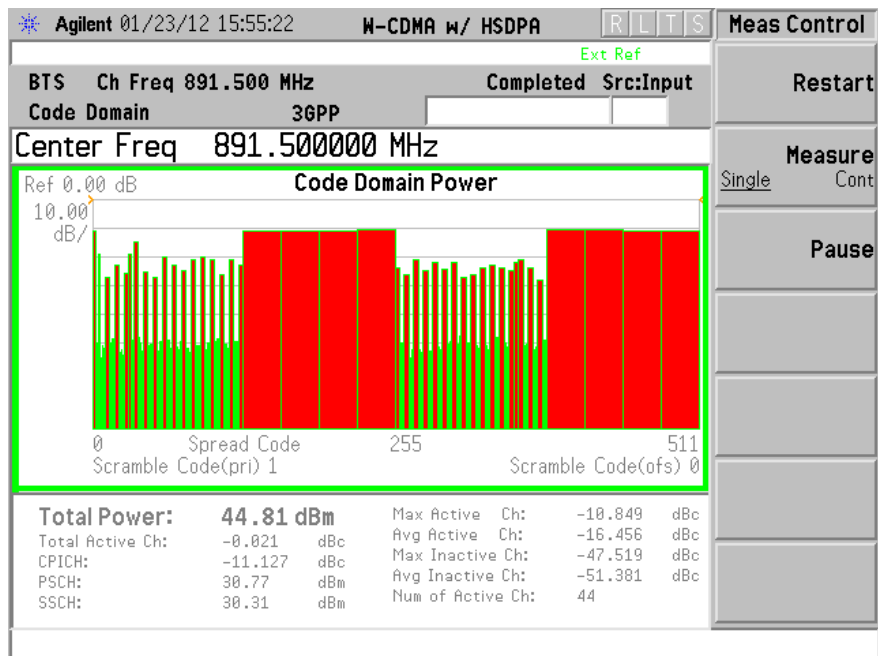 Agilent 01/23/12 15:55:22 W-CDMA w/ HSDPA R L T S Meas Control
Ext Ref
BTS Ch Freq 891.500 MHz Completed Src:Input
Code Domain 3GPP
Restart
Center Freq 891.500000 MHz
Measure
Single Cont
Ref 0.00 dB Code Domain Power
10.00
dB/
Pause
0 Spread Code 255 511
Scramble Code(pri) 1 Scramble Code(ofs) 0
Total Power: 44.81 dBm Max Active Ch: -10.849 dBc
Total Active Ch: -0.021 dBc Avg Active Ch: -16.456 dBc
CPICH: -11.127 dBc Max Inactive Ch: -47.519 dBc
PSCH: 30.77 dBm Avg Inactive Ch: -51.381 dBc
SSCH: 30.31 dBm Num of Active Ch: 44